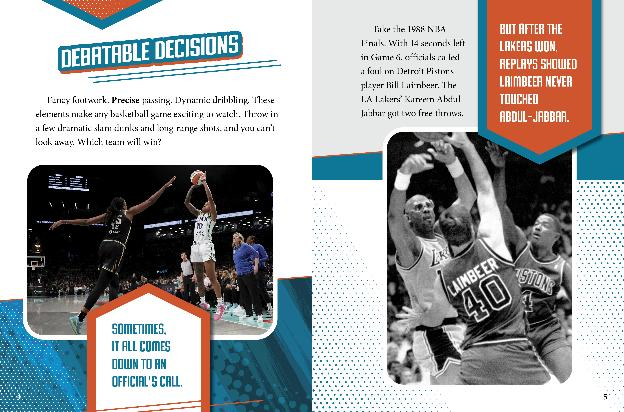 DEBATABLE DECISIONS
Fancy footwork. Precise passing. Dynamic dribbling. These
elements make any basketball game exciting to watch. Throw in
a few dramatic slam dunks and long-range shots, and you can't
look away. Which team will win?
SOMETIMES,
IT ALL COMES
DOWN TO AN
OFFICIAL'S CALL.
Take the 1988 NBA
Finals. With 14 seconds left
in Game 6, officials called
a foul on Detroit Pistons
player Bill Laimbeer. The
LA Lakers' Kareem Abdul-
Jabbar got two free throws.
BUT AFTER THE
LAKERS WON,
REPLAYS SHOWED
LAIMBEER NEVER
TOUCHED
ABDUL-JABBAR.
LAIMBEER
40
PISTONS
4
5